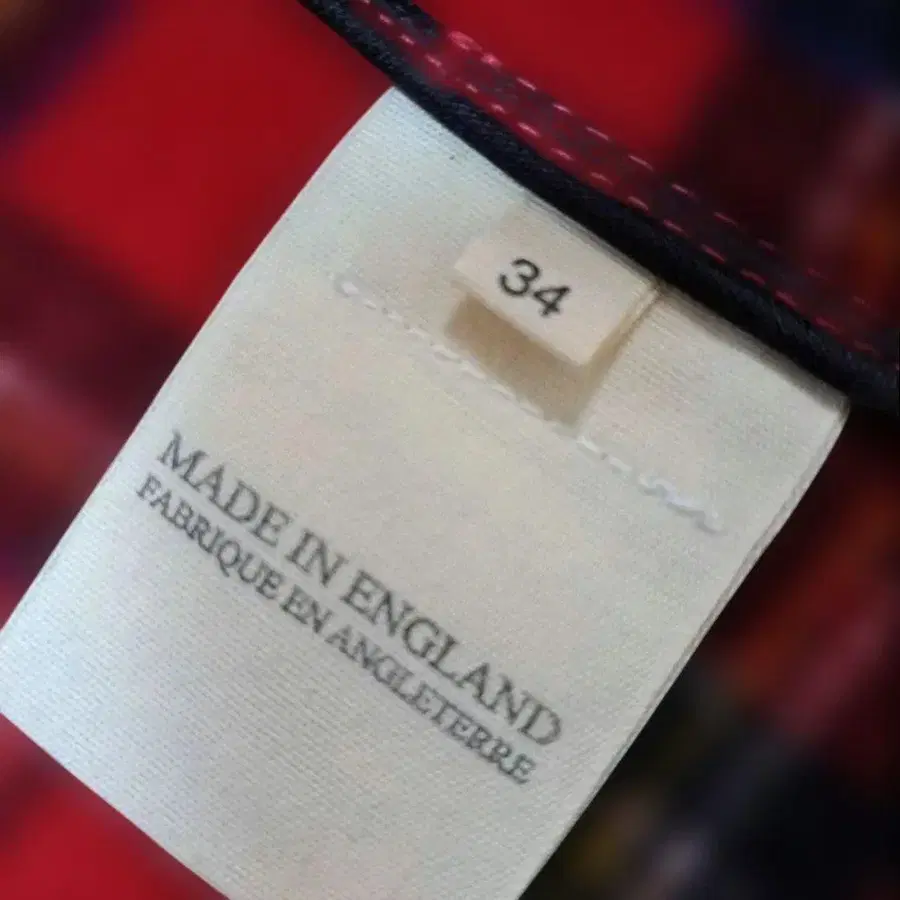 34
MADE IN ENGLAND
FABRIQUE EN ANGLETERRE